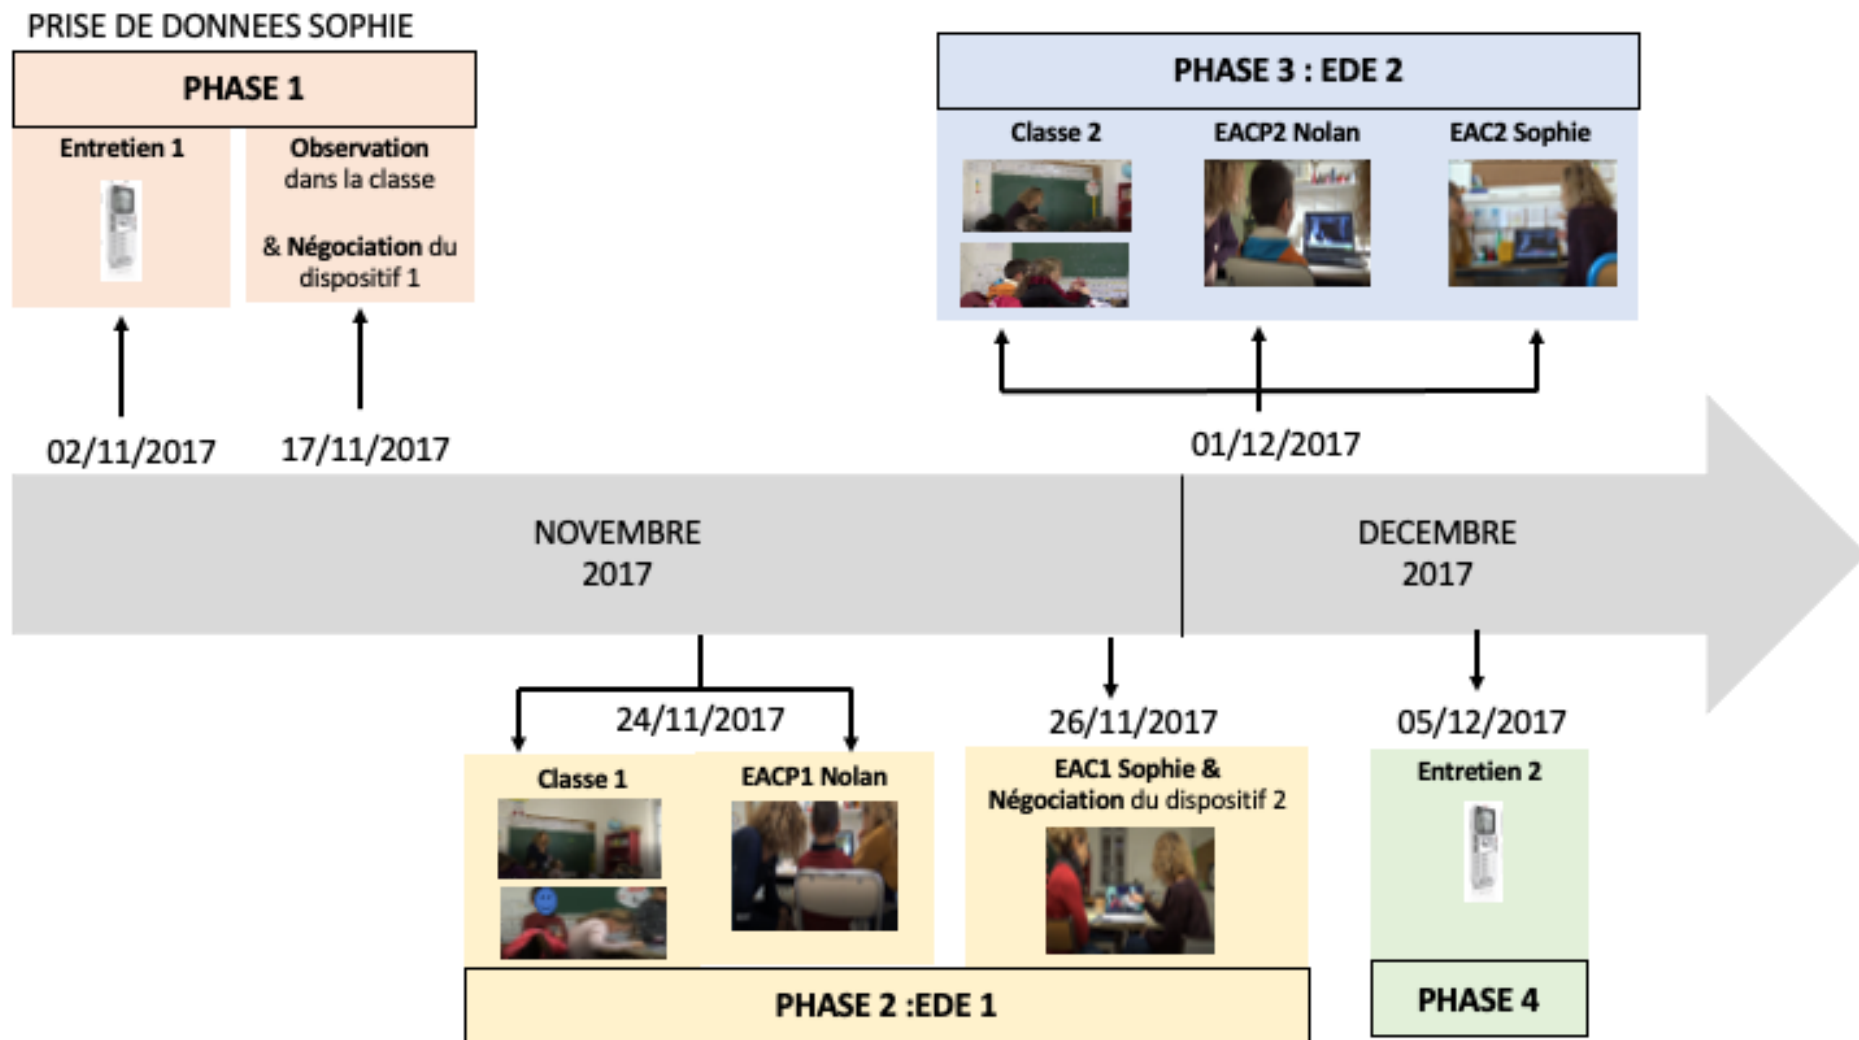 PRISE DE DONNEES SOPHIE
PHASE 1
Entretien 1
Observation
dans la classe
& Négociation du
dispositif 1
02/11/2017
17/11/2017
PHASE 3 : EDE 2
Classe 2
EACP2 Nolan
EAC2 Sophie
01/12/2017
NOVEMBRE
2017
DECEMBRE
2017
24/11/2017
Classe 1
EACP1 Nolan
26/11/2017
EAC1 Sophie &
Négociation du dispositif 2
PHASE 2 :EDE 1
05/12/2017
Entretien 2
PHASE 4